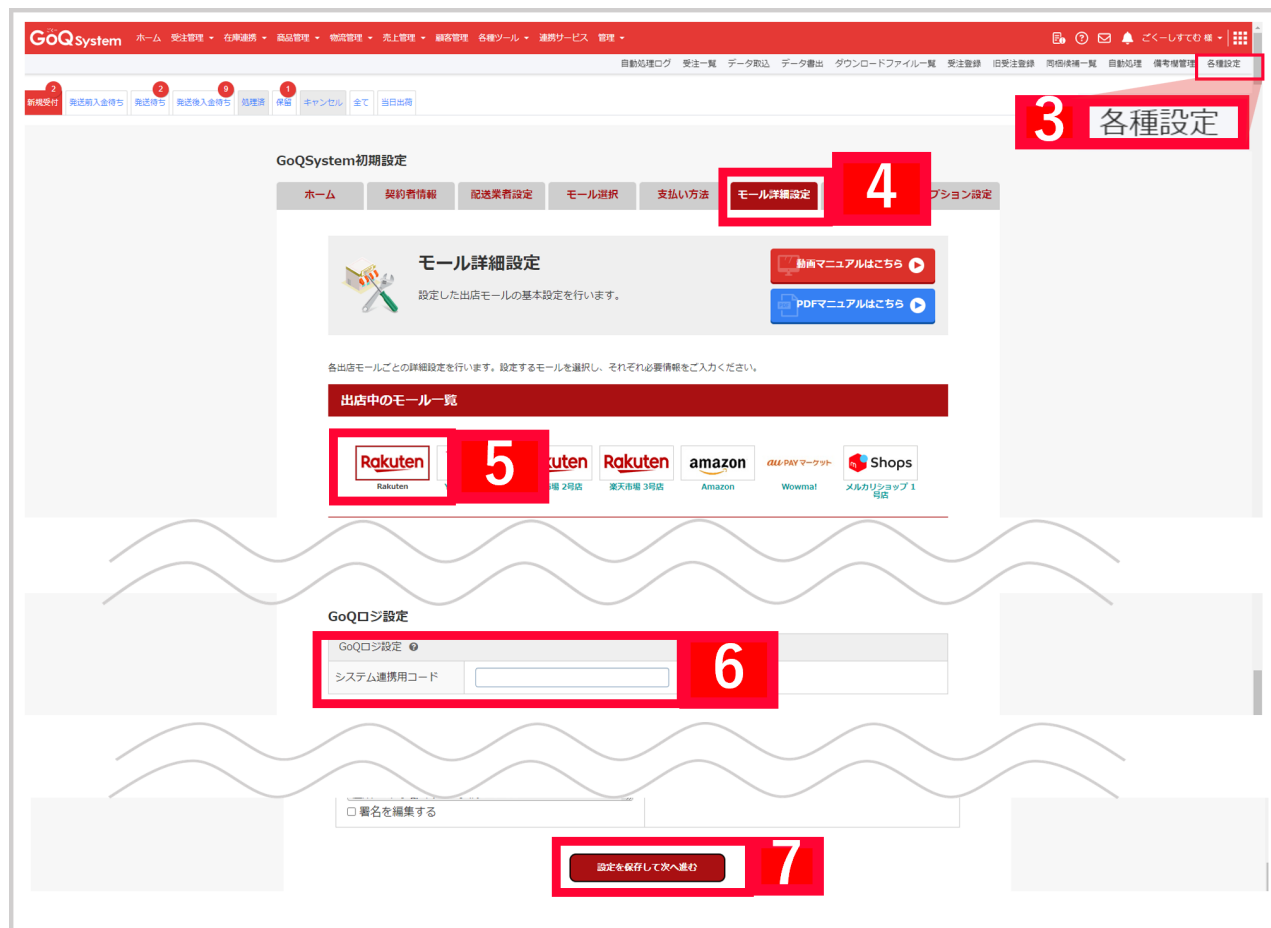 ごくー
GoQSystem ホーム 受注管理 在庫連携 商品管理 物流管理 売上管理 顧客管理 各種ツール 連携サービス 管理 ごくーしすてむ 様
自動処理ログ 受注一覧 データ取込 データ書出 ダウンロードファイル一覧 受注登録 旧受注登録 同梱候補一覧 自動処理 備考欄管理 各種設定
2 2 9 1
新規受付 発送前入金待ち 発送待ち 発送後入金待ち 処理済 保留 キャンセル 全て 当日出荷
3 各種設定
GoQSystem初期設定
ホーム 契約者情報 配送業者設定 モール選択 支払い方法 モール詳細設定 4 プション設定
モール詳細設定
設定した出店モールの基本設定を行います。
動画マニュアルはこちら
PDF PDFマニュアルはこちら
各出店モールごとの詳細設定を行います。設定するモールを選択し、それぞれ必要情報をご入力ください。
出店中のモール一覧
Rakuten 5 kuten Rakuten amazon au PAY マーケット m Shops
Rakuten 場 2号店 楽天市場 3号店 Amazon Wowma! メルカリショップ 1
号店
GoQロジ設定
GoQロジ設定
システム連携用コード
6
署名を編集する
設定を保存して次へ進む
7